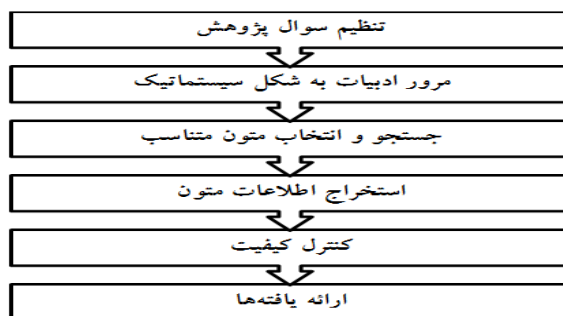 تنظیم سوال پژوهش
مرور ادبیات به شکل سیستماتیک
جستجو و انتخاب متون متناسب
استخراج اطلاعات متون
کنترل کیفیت
ارائه یافته‌ها